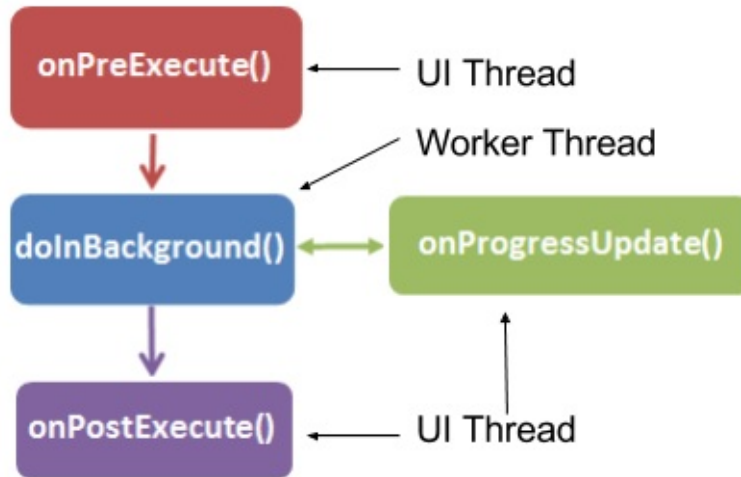 onPreExecute()
UI Thread
Worker Thread
doInBackground()
onProgressUpdate()
onPostExecute()
UI Thread